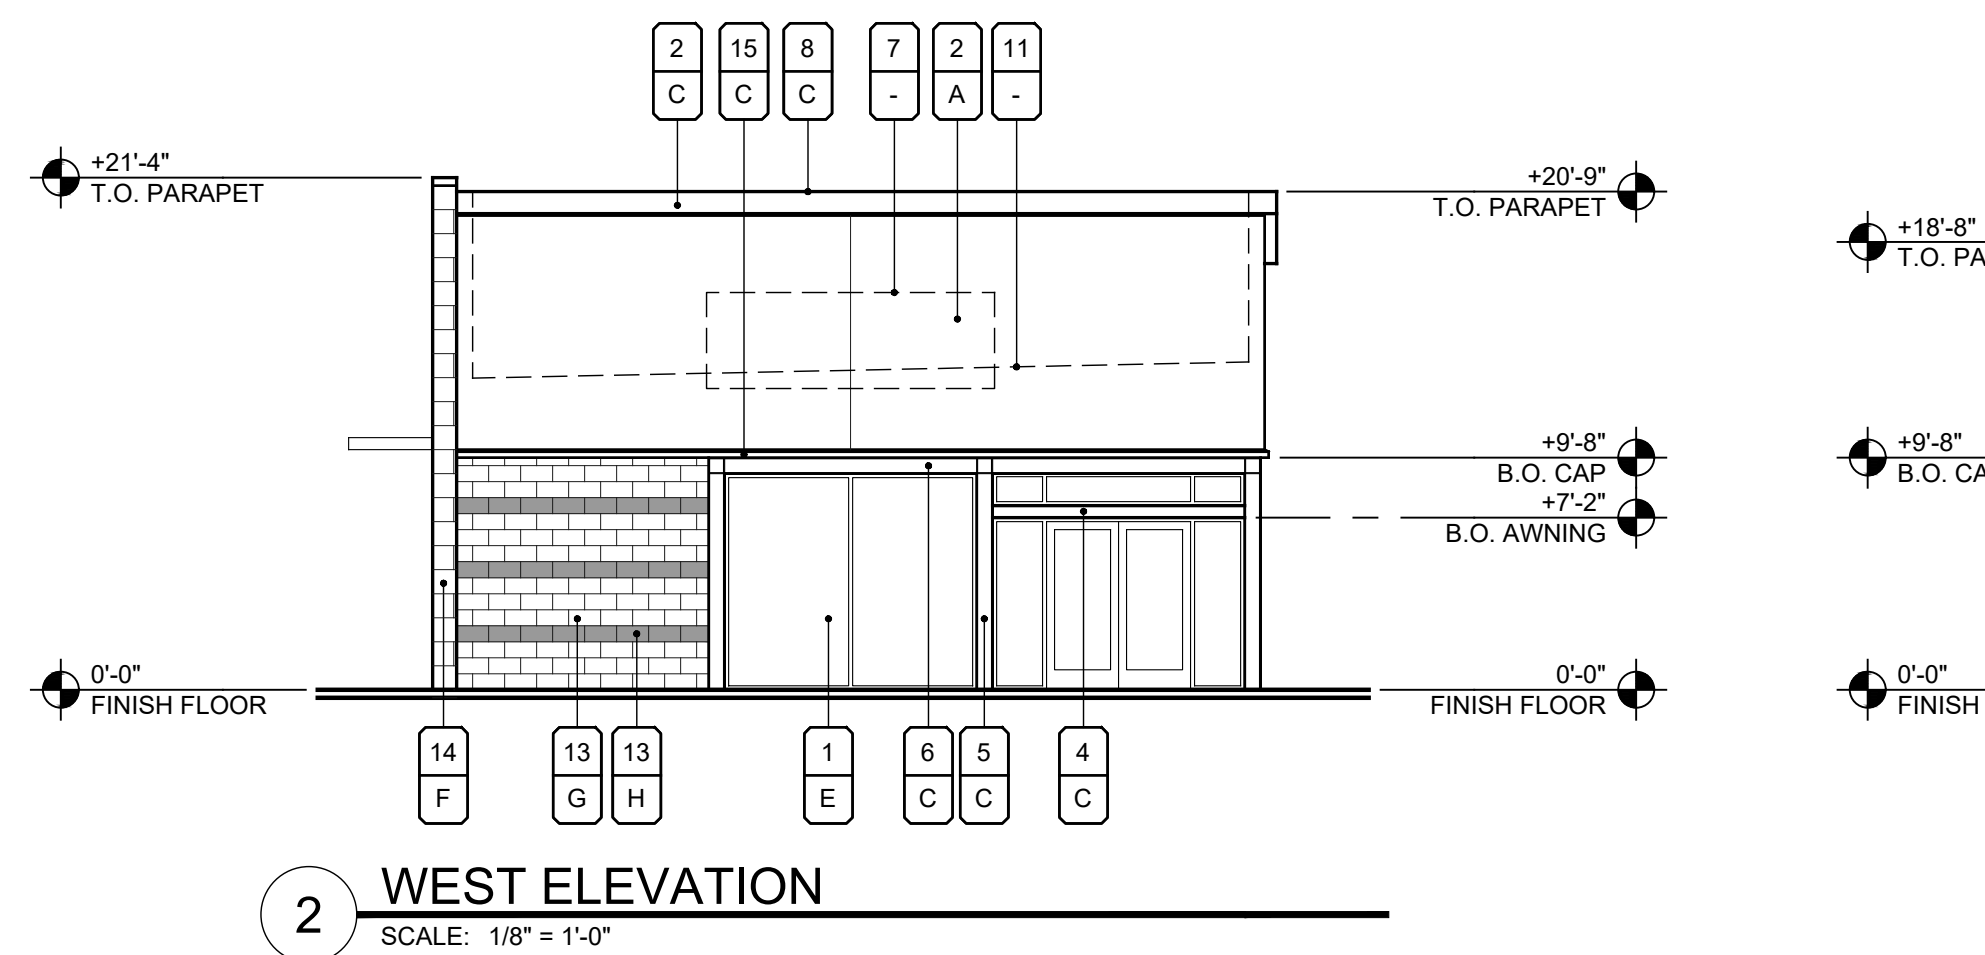 2 15 8 7 2 11
C C C - A -
+21'-4"
T.O. PARAPET
+20'-9"
T.O. PARAPET
+18'-8"
T.O. PA
+9'-8"
B.O. CAP
+9'-8"
B.O. CA
+7'-2"
B.O. AWNING
0'-0"
FINISH FLOOR
0'-0"
FINISH FLOOR
0'-0"
FINISH
14 13 13 1 6 5 4
F G H E C C C
2
WEST ELEVATION
SCALE: 1/8" = 1'-0"